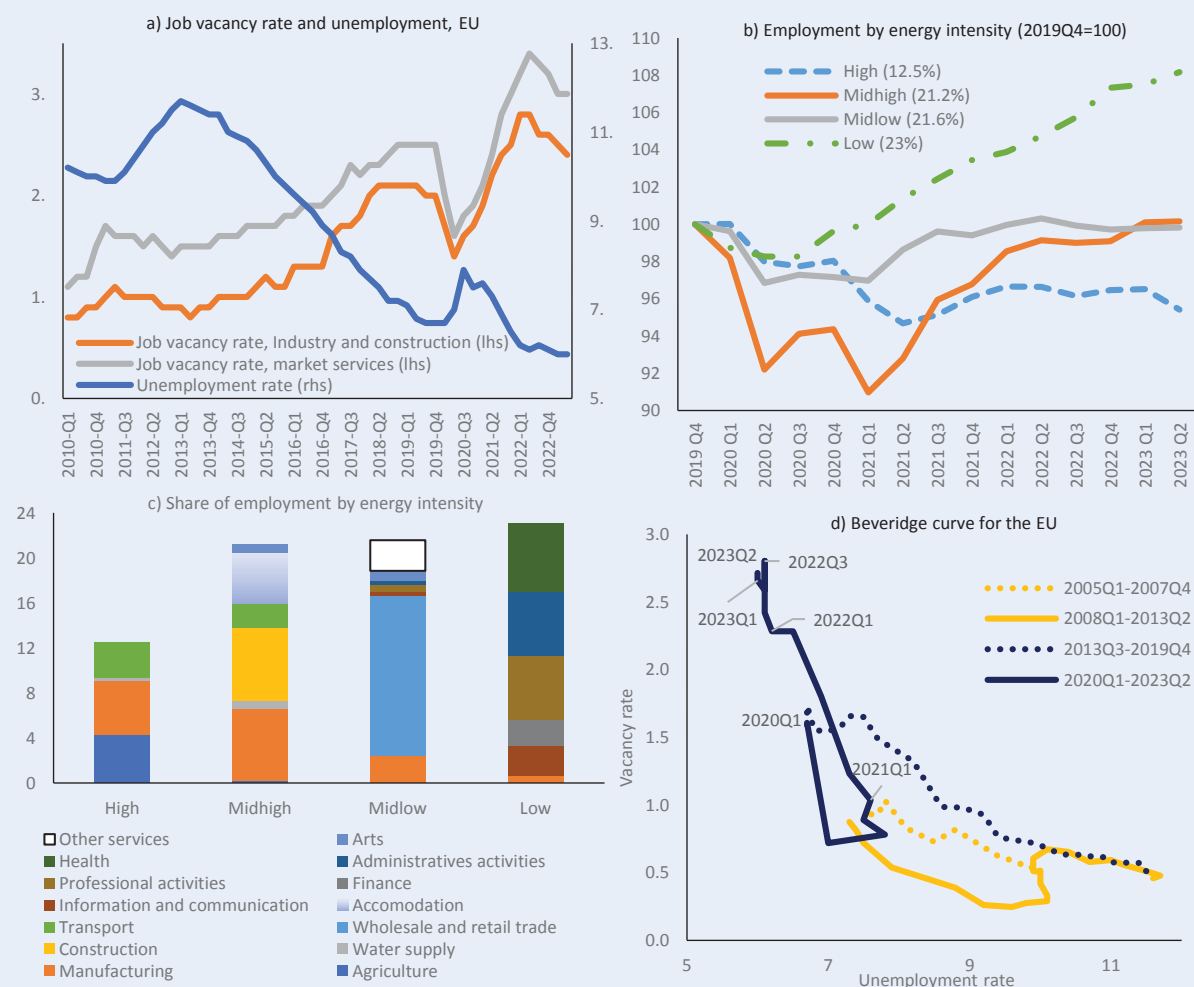 a) Job vacancy rate and unemployment, EU
3.
2.
1.
0.
13.
11.
9.
7.
5.
Job vacancy rate, Industry and construction (lhs)
Job vacancy rate, market services (lhs)
Unemployment rate (rhs)
2010-Q1
2010-Q4
2011-Q3
2012-Q2
2013-Q1
2013-Q4
2014-Q3
2015-Q2
2016-Q1
2016-Q4
2017-Q3
2018-Q2
2019-Q1
2019-Q4
2020-Q3
2021-Q2
2022-Q1
2022-Q4
b) Employment by energy intensity (2019Q4=100)
110
108
106
104
102
100
98
96
94
92
90
High (12.5%)
Midhigh (21.2%)
Midlow (21.6%)
Low (23%)
2019 Q4
2020 Q1
2020 Q2
2020 Q3
2020 Q4
2021 Q1
2021 Q2
2021 Q3
2021 Q4
2022 Q1
2022 Q2
2022 Q3
2022 Q4
2023 Q1
2023 Q2
c) Share of employment by energy intensity
24
20
16
12
8
4
0
High
Midhigh
Midlow
Low
Other services
Arts
Health
Administratives activities
Professional activities
Finance
Information and communication
Accomodation
Transport
Wholesale and retail trade
Construction
Water supply
Manufacturing
Agriculture
d) Beveridge curve for the EU
Vacancy rate
3.0
2.5
2.0
1.5
1.0
0.5
0.0
2023Q2
2022Q3
2023Q1
2022Q1
2020Q1
2021Q1
2005Q1-2007Q4
2008Q1-2013Q2
2013Q3-2019Q4
2020Q1-2023Q2
5
7
9
11
Unemployment rate